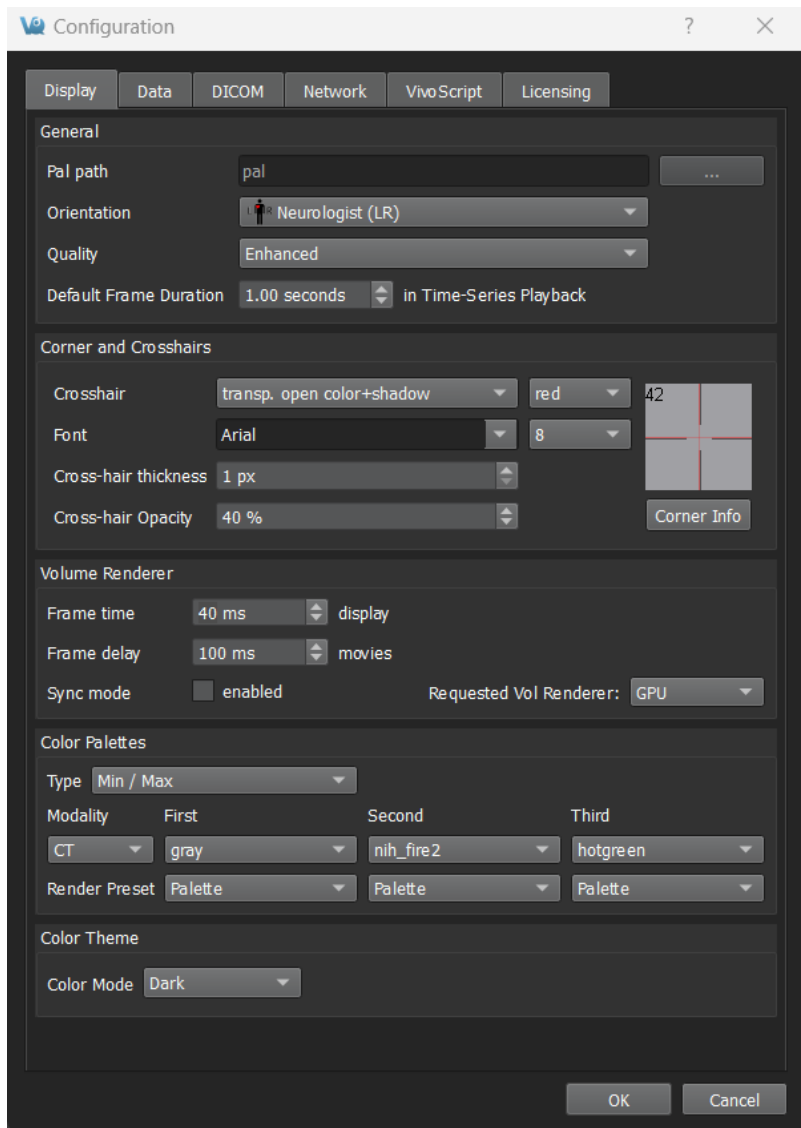 Configuration ?
Display Data DICOM Network VivoScript Licensing
General
Pal path pal ...
Orientation L R Neurologist (LR)
Quality Enhanced
Default Frame Duration 1.00 seconds in Time-Series Playback
Corner and Crosshairs
Crosshair transp. open color+shadow red 42
Font Arial 8
Cross-hair thickness 1 px
Cross-hair Opacity 40 % Corner Info
Volume Renderer
Frame time 40 ms display
Frame delay 100 ms movies
Sync mode enabled Requested Vol Renderer: GPU
Color Palettes
Type Min / Max
Modality First Second Third
CT gray nih_fire2 hotgreen
Render Preset Palette Palette Palette
Color Theme
Color Mode Dark
OK Cancel